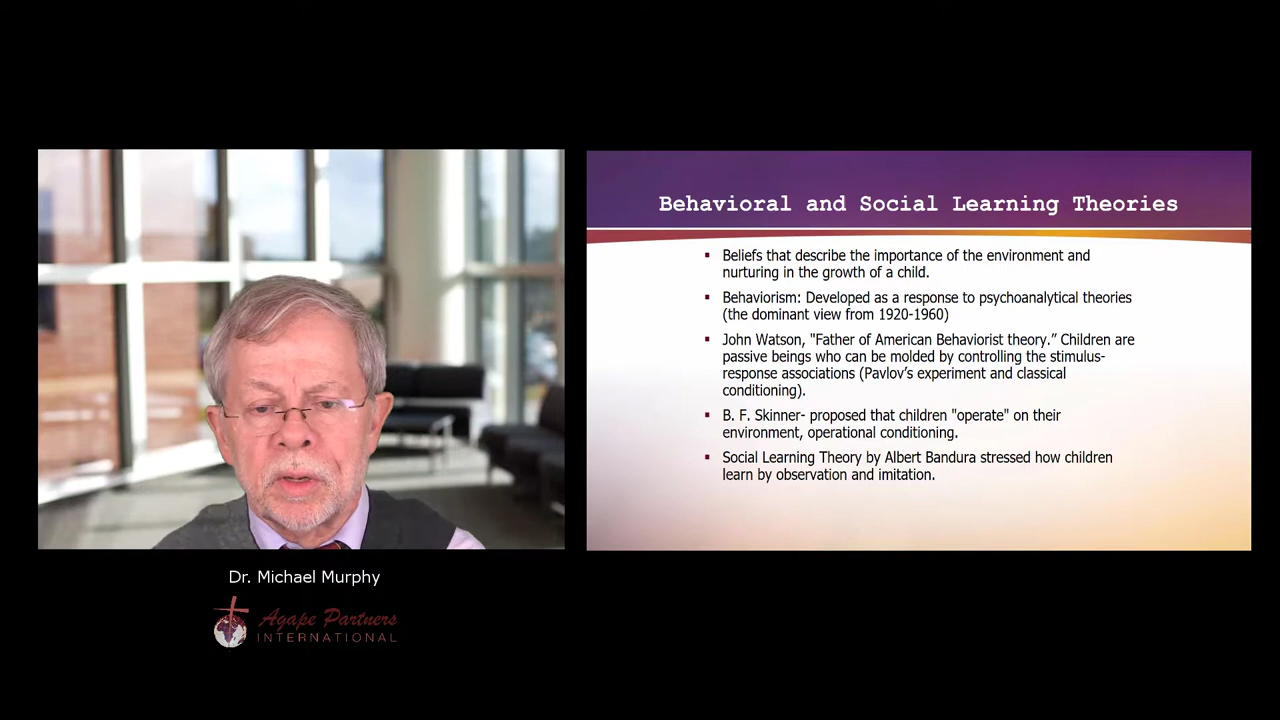 Behavioral and Social Learning Theories
▪ Beliefs that describe the importance of the environment and
nurturing in the growth of a child.
▪ Behaviorism: Developed as a response to psychoanalytical theories
(the dominant view from 1920-1960)
▪ John Watson, "Father of American Behaviorist theory.” Children are
passive beings who can be molded by controlling the stimulus-
response associations (Pavlov’s experiment and classical
conditioning).
▪ B. F. Skinner- proposed that children "operate" on their
environment, operational conditioning.
▪ Social Learning Theory by Albert Bandura stressed how children
learn by observation and imitation.
Dr. Michael Murphy
Agape Partners
INTERNATIONAL